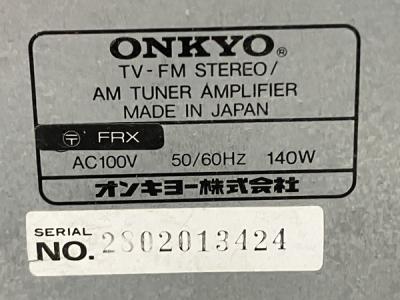 ONKYO®
TV-FM STEREO/
AM TUNER AMPLIFIER
MADE IN JAPAN
〒 FRX
AC100V 50/60Hz 140W
オンキヨー株式会社
SERIAL
NO. 2802013424